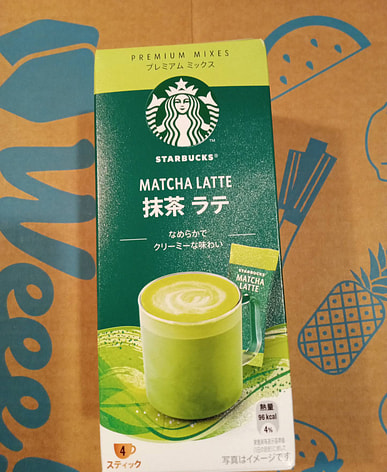 PREMIUM MIXES
プレミアム ミックス
STARBUCKS®
MATCHA LATTE
抹茶 ラテ
なめらかで
クリーミーな味わい
STARBUCKS
MATCHA
LATTE
熱量
96 kcal
4%
4
スティック
写真はイメージです
Weee